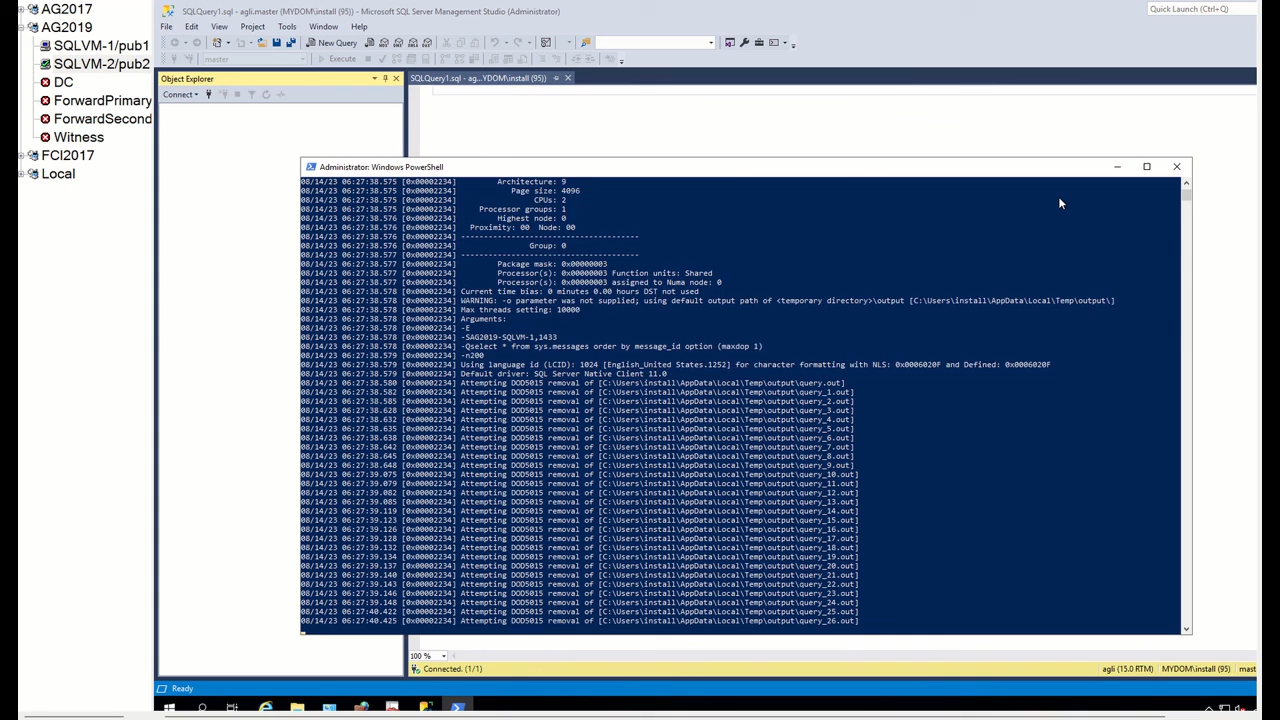 AG2017
AG2019
SQLVM-1/pub1
SQLVM-2/pub2
DC
ForwardPrimary
ForwardSecond
Witness
FCI2017
Local
SQLQuery1.sql - agli.master (MYDOM\install (95)) - Microsoft SQL Server Management Studio (Administrator)
Quick Launch (Ctrl+Q)
File Edit View Project Tools Window Help
New Query
master
Execute
Object Explorer
SQLQuery1.sql - ag...YDOM\install (95))
Connect
Administrator: Windows PowerShell
08/14/23 06:27:38.575 [0x00002234] Architecture: 9
08/14/23 06:27:38.575 [0x00002234] Page size: 4096
08/14/23 06:27:38.575 [0x00002234] CPUs: 2
08/14/23 06:27:38.575 [0x00002234] Processor groups: 1
08/14/23 06:27:38.576 [0x00002234] Highest node: 0
08/14/23 06:27:38.576 [0x00002234] Proximity: 00 Node: 00
08/14/23 06:27:38.576 [0x00002234] ---------------------------------------
08/14/23 06:27:38.576 [0x00002234] Group: 0
08/14/23 06:27:38.577 [0x00002234] ---------------------------------------
08/14/23 06:27:38.577 [0x00002234] Package mask: 0x00000003
08/14/23 06:27:38.577 [0x00002234] Processor(s): 0x00000003 Function units: Shared
08/14/23 06:27:38.577 [0x00002234] Processor(s): 0x00000003 assigned to Numa node: 0
08/14/23 06:27:38.578 [0x00002234] Current time bias: 0 minutes 0.00 hours DST not used
08/14/23 06:27:38.578 [0x00002234] WARNING: -o parameter was not supplied; using default output path of <temporary directory>\output [C:\Users\install\AppData\Local\Temp\output\]
08/14/23 06:27:38.578 [0x00002234] Max threads setting: 10000
08/14/23 06:27:38.578 [0x00002234] Arguments:
08/14/23 06:27:38.578 [0x00002234] -E
08/14/23 06:27:38.578 [0x00002234] -SAG2019-SQLVM-1,1433
08/14/23 06:27:38.578 [0x00002234] -Qselect * from sys.messages order by message_id option (maxdop 1)
08/14/23 06:27:38.579 [0x00002234] -n200
08/14/23 06:27:38.579 [0x00002234] Using language id (LCID): 1024 [English_United States.1252] for character formatting with NLS: 0x0006020F and Defined: 0x0006020F
08/14/23 06:27:38.579 [0x00002234] Default driver: SQL Server Native Client 11.0
08/14/23 06:27:38.580 [0x00002234] Attempting DOD5015 removal of [C:\Users\install\AppData\Local\Temp\output\query.out]
08/14/23 06:27:38.582 [0x00002234] Attempting DOD5015 removal of [C:\Users\install\AppData\Local\Temp\output\query_1.out]
08/14/23 06:27:38.585 [0x00002234] Attempting DOD5015 removal of [C:\Users\install\AppData\Local\Temp\output\query_2.out]
08/14/23 06:27:38.628 [0x00002234] Attempting DOD5015 removal of [C:\Users\install\AppData\Local\Temp\output\query_3.out]
08/14/23 06:27:38.632 [0x00002234] Attempting DOD5015 removal of [C:\Users\install\AppData\Local\Temp\output\query_4.out]
08/14/23 06:27:38.635 [0x00002234] Attempting DOD5015 removal of [C:\Users\install\AppData\Local\Temp\output\query_5.out]
08/14/23 06:27:38.638 [0x00002234] Attempting DOD5015 removal of [C:\Users\install\AppData\Local\Temp\output\query_6.out]
08/14/23 06:27:38.642 [0x00002234] Attempting DOD5015 removal of [C:\Users\install\AppData\Local\Temp\output\query_7.out]
08/14/23 06:27:38.645 [0x00002234] Attempting DOD5015 removal of [C:\Users\install\AppData\Local\Temp\output\query_8.out]
08/14/23 06:27:38.648 [0x00002234] Attempting DOD5015 removal of [C:\Users\install\AppData\Local\Temp\output\query_9.out]
08/14/23 06:27:39.075 [0x00002234] Attempting DOD5015 removal of [C:\Users\install\AppData\Local\Temp\output\query_10.out]
08/14/23 06:27:39.079 [0x00002234] Attempting DOD5015 removal of [C:\Users\install\AppData\Local\Temp\output\query_11.out]
08/14/23 06:27:39.082 [0x00002234] Attempting DOD5015 removal of [C:\Users\install\AppData\Local\Temp\output\query_12.out]
08/14/23 06:27:39.085 [0x00002234] Attempting DOD5015 removal of [C:\Users\install\AppData\Local\Temp\output\query_13.out]
08/14/23 06:27:39.119 [0x00002234] Attempting DOD5015 removal of [C:\Users\install\AppData\Local\Temp\output\query_14.out]
08/14/23 06:27:39.123 [0x00002234] Attempting DOD5015 removal of [C:\Users\install\AppData\Local\Temp\output\query_15.out]
08/14/23 06:27:39.126 [0x00002234] Attempting DOD5015 removal of [C:\Users\install\AppData\Local\Temp\output\query_16.out]
08/14/23 06:27:39.128 [0x00002234] Attempting DOD5015 removal of [C:\Users\install\AppData\Local\Temp\output\query_17.out]
08/14/23 06:27:39.132 [0x00002234] Attempting DOD5015 removal of [C:\Users\install\AppData\Local\Temp\output\query_18.out]
08/14/23 06:27:39.134 [0x00002234] Attempting DOD5015 removal of [C:\Users\install\AppData\Local\Temp\output\query_19.out]
08/14/23 06:27:39.137 [0x00002234] Attempting DOD5015 removal of [C:\Users\install\AppData\Local\Temp\output\query_20.out]
08/14/23 06:27:39.140 [0x00002234] Attempting DOD5015 removal of [C:\Users\install\AppData\Local\Temp\output\query_21.out]
08/14/23 06:27:39.143 [0x00002234] Attempting DOD5015 removal of [C:\Users\install\AppData\Local\Temp\output\query_22.out]
08/14/23 06:27:39.146 [0x00002234] Attempting DOD5015 removal of [C:\Users\install\AppData\Local\Temp\output\query_23.out]
08/14/23 06:27:39.148 [0x00002234] Attempting DOD5015 removal of [C:\Users\install\AppData\Local\Temp\output\query_24.out]
08/14/23 06:27:40.422 [0x00002234] Attempting DOD5015 removal of [C:\Users\install\AppData\Local\Temp\output\query_25.out]
08/14/23 06:27:40.425 [0x00002234] Attempting DOD5015 removal of [C:\Users\install\AppData\Local\Temp\output\query_26.out]
100 %
Connected. (1/1)
agli (15.0 RTM)
MYDOM\install (95)
mast
Ready